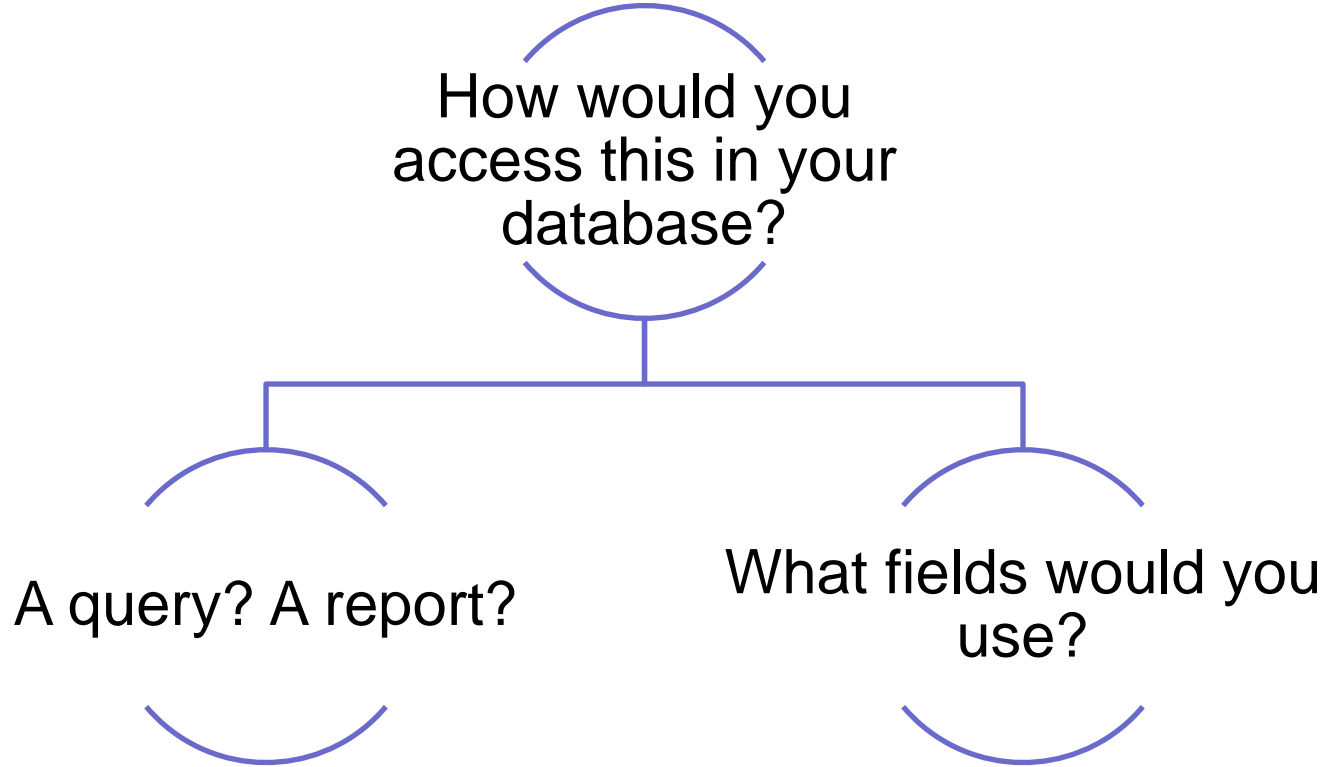 How would you
access this in your
database?
A query? A report?
What fields would you
use?